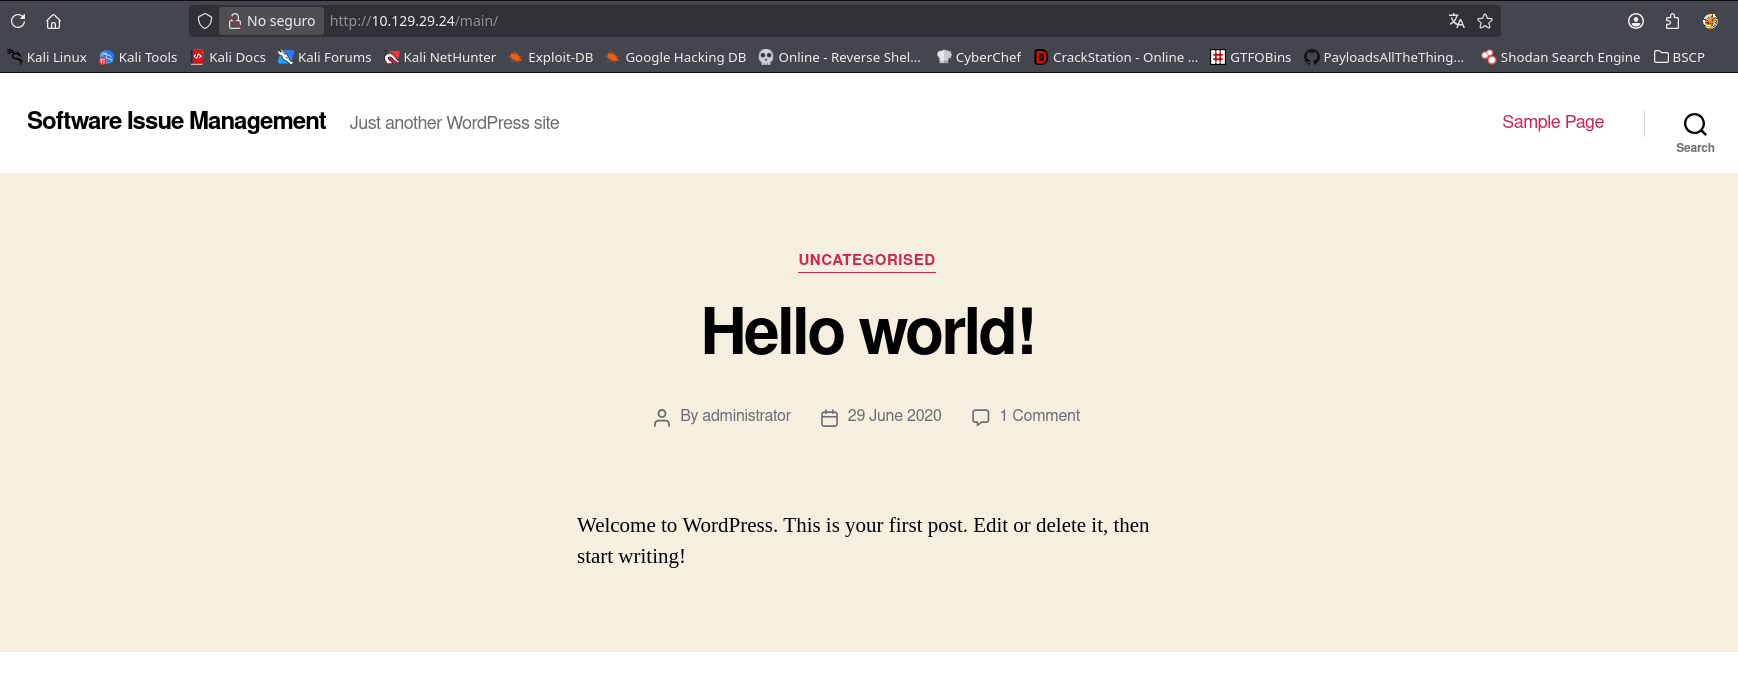 No seguro http://10.129.29.24/main/
Kali Linux Kali Tools Kali Docs Kali Forums Kali NetHunter Exploit-DB Google Hacking DB Online - Reverse Shel... CyberChef CrackStation - Online ... GTFOBins PayloadsAllTheThing... Shodan Search Engine BSCP
Software Issue Management Just another WordPress site Sample Page
Search
UNCATEGORISED
Hello world!
By administrator 29 June 2020 1 Comment
Welcome to WordPress. This is your first post. Edit or delete it, then
start writing!